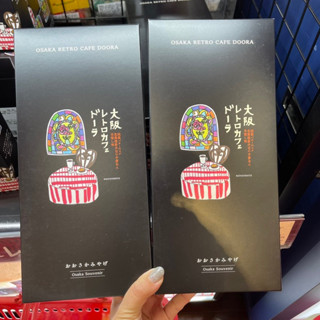 OSAKA RETRO CAFE DOORA
大阪
レトロカフェ
ドーラ
おおさかみやげ
Osaka Souvenir
OSAKA RETRO CAFE DOORA
大阪
レトロカフェ
ドーラ
おおさかみやげ
Osaka Souvenir